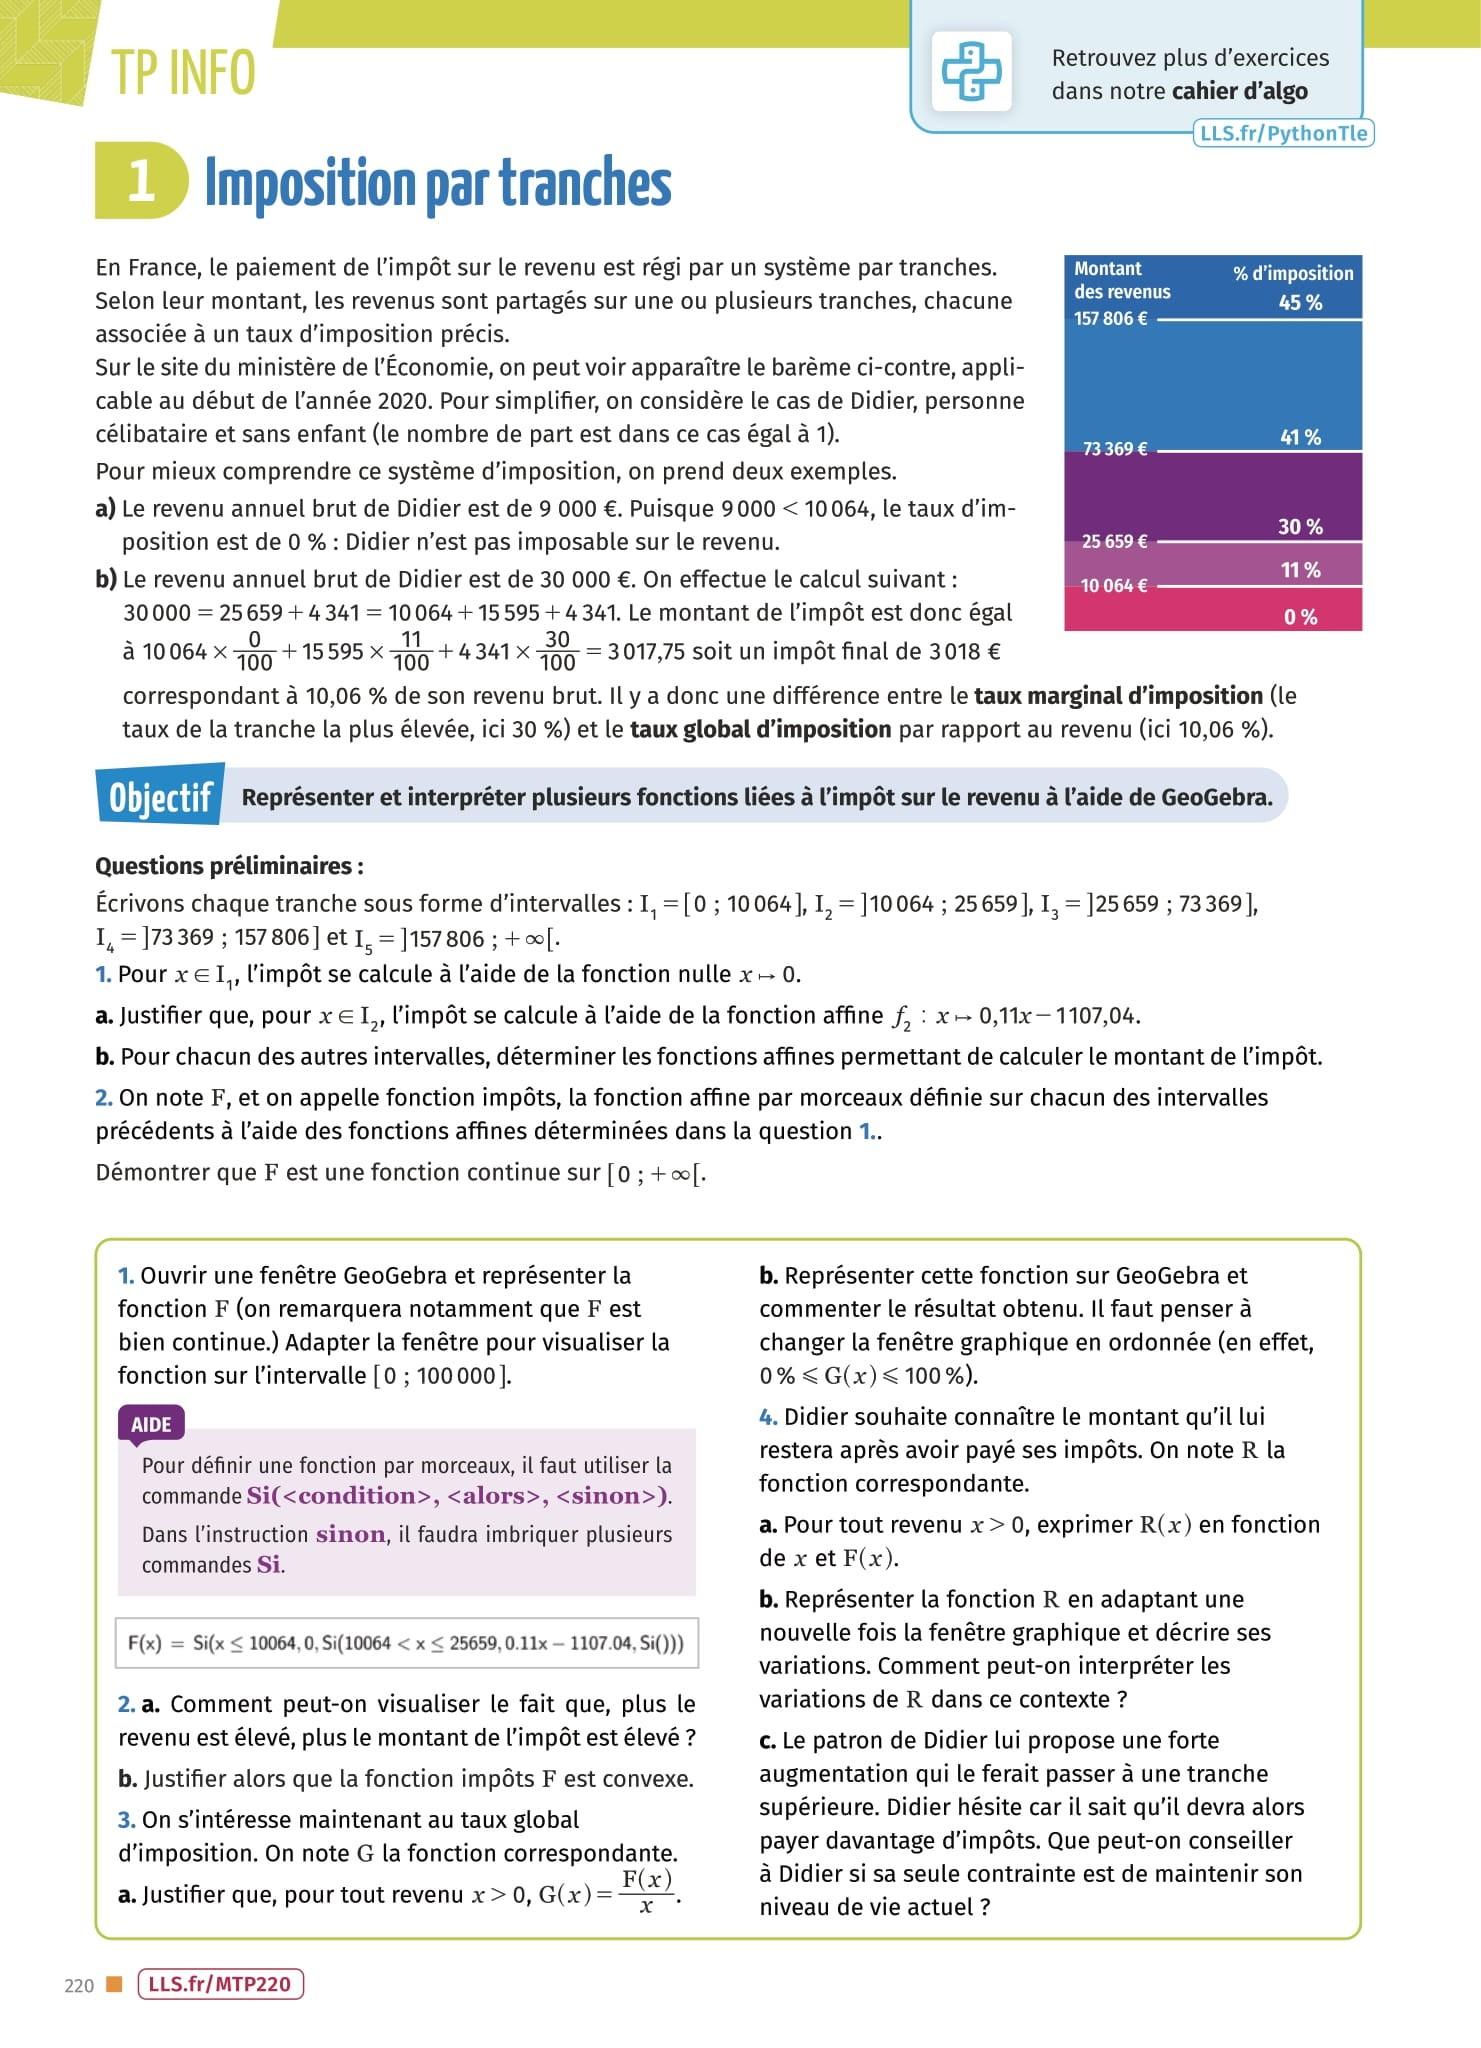 TP INFO
Retrouvez plus d'exercices
dans notre cahier d'algo
LLS.fr/PythonTle
1 Imposition par tranches
En France, le paiement de l'impôt sur le revenu est régi par un système par tranches.
Selon leur montant, les revenus sont partagés sur une ou plusieurs tranches, chacune
associée à un taux d'imposition précis.
Sur le site du ministère de l'Économie, on peut voir apparaître le barème ci-contre, appli-
cable au début de l'année 2020. Pour simplifier, on considère le cas de Didier, personne
célibataire et sans enfant (le nombre de part est dans ce cas égal à 1).
Pour mieux comprendre ce système d'imposition, on prend deux exemples.
a) Le revenu annuel brut de Didier est de 9 000 €. Puisque 9 000 < 10 064, le taux d'im-
position est de 0 % : Didier n'est pas imposable sur le revenu.
b) Le revenu annuel brut de Didier est de 30 000 €. On effectue le calcul suivant :
30 000 = 25 659 + 4 341 = 10 064 + 15 595 + 4 341. Le montant de l'impôt est donc égal
à 10 064 × 0/100 + 15 595 × 11/100 + 4 341 × 30/100 = 3 017,75 soit un impôt final de 3 018 €
correspondant à 10,06 % de son revenu brut. Il y a donc une différence entre le taux marginal d'imposition (le
taux de la tranche la plus élevée, ici 30 %) et le taux global d'imposition par rapport au revenu (ici 10,06 %).
Montant
des revenus
% d'imposition
45 %
157 806 €
41 %
73 369 €
30 %
25 659 €
11 %
10 064 €
0 %
Objectif Représenter et interpréter plusieurs fonctions liées à l'impôt sur le revenu à l'aide de GeoGebra.
Questions préliminaires :
Écrivons chaque tranche sous forme d'intervalles : I₁ = [0 ; 10 064], I₂ = ]10 064 ; 25 659], I₃ = ]25 659 ; 73 369],
I₄ = ]73 369 ; 157 806] et I₅ = ]157 806 ; +∞[.
1. Pour x ∈ I₁, l'impôt se calcule à l'aide de la fonction nulle x ↦ 0.
a. Justifier que, pour x ∈ I₂, l'impôt se calcule à l'aide de la fonction affine f₂ : x ↦ 0,11x − 1107,04.
b. Pour chacun des autres intervalles, déterminer les fonctions affines permettant de calculer le montant de l'impôt.
2. On note F, et on appelle fonction impôts, la fonction affine par morceaux définie sur chacun des intervalles
précédents à l'aide des fonctions affines déterminées dans la question 1..
Démontrer que F est une fonction continue sur [0 ; +∞[.
1. Ouvrir une fenêtre GeoGebra et représenter la
fonction F (on remarquera notamment que F est
bien continue.) Adapter la fenêtre pour visualiser la
fonction sur l'intervalle [0 ; 100 000].
AIDE
Pour définir une fonction par morceaux, il faut utiliser la
commande Si(<condition>, <alors>, <sinon>).
Dans l'instruction sinon, il faudra imbriquer plusieurs
commandes Si.
F(x) = Si(x ≤ 10064, 0, Si(10064 < x ≤ 25659, 0.11x − 1107.04, Si()))
2. a. Comment peut-on visualiser le fait que, plus le
revenu est élevé, plus le montant de l'impôt est élevé ?
b. Justifier alors que la fonction impôts F est convexe.
3. On s'intéresse maintenant au taux global
d'imposition. On note G la fonction correspondante.
a. Justifier que, pour tout revenu x > 0, G(x) = F(x)/x.
b. Représenter cette fonction sur GeoGebra et
commenter le résultat obtenu. Il faut penser à
changer la fenêtre graphique en ordonnée (en effet,
0 % ⩽ G(x) ⩽ 100 %).
4. Didier souhaite connaître le montant qu'il lui
restera après avoir payé ses impôts. On note R la
fonction correspondante.
a. Pour tout revenu x > 0, exprimer R(x) en fonction
de x et F(x).
b. Représenter la fonction R en adaptant une
nouvelle fois la fenêtre graphique et décrire ses
variations. Comment peut-on interpréter les
variations de R dans ce contexte ?
c. Le patron de Didier lui propose une forte
augmentation qui le ferait passer à une tranche
supérieure. Didier hésite car il sait qu'il devra alors
payer davantage d'impôts. Que peut-on conseiller
à Didier si sa seule contrainte est de maintenir son
niveau de vie actuel ?
220
LLS.fr/MTP220